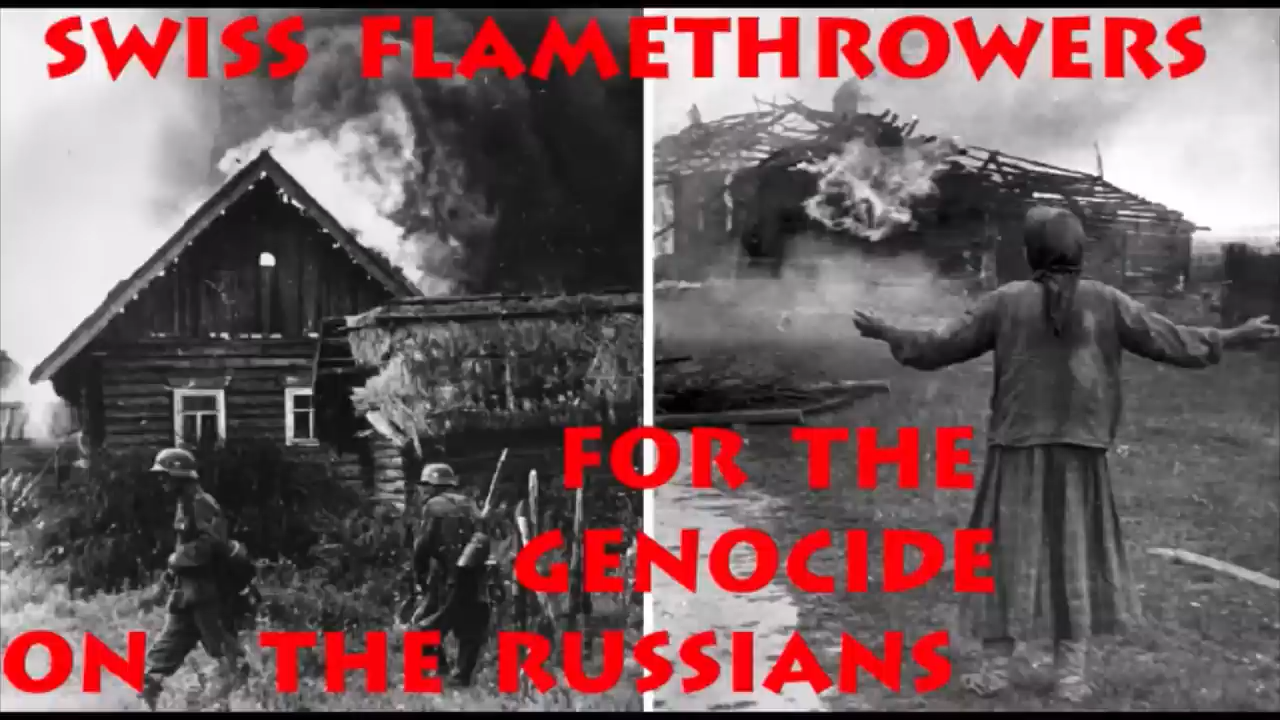 SWISS FLAMETHROWERS
FOR THE
GENOCIDE
ON THE RUSSIANS